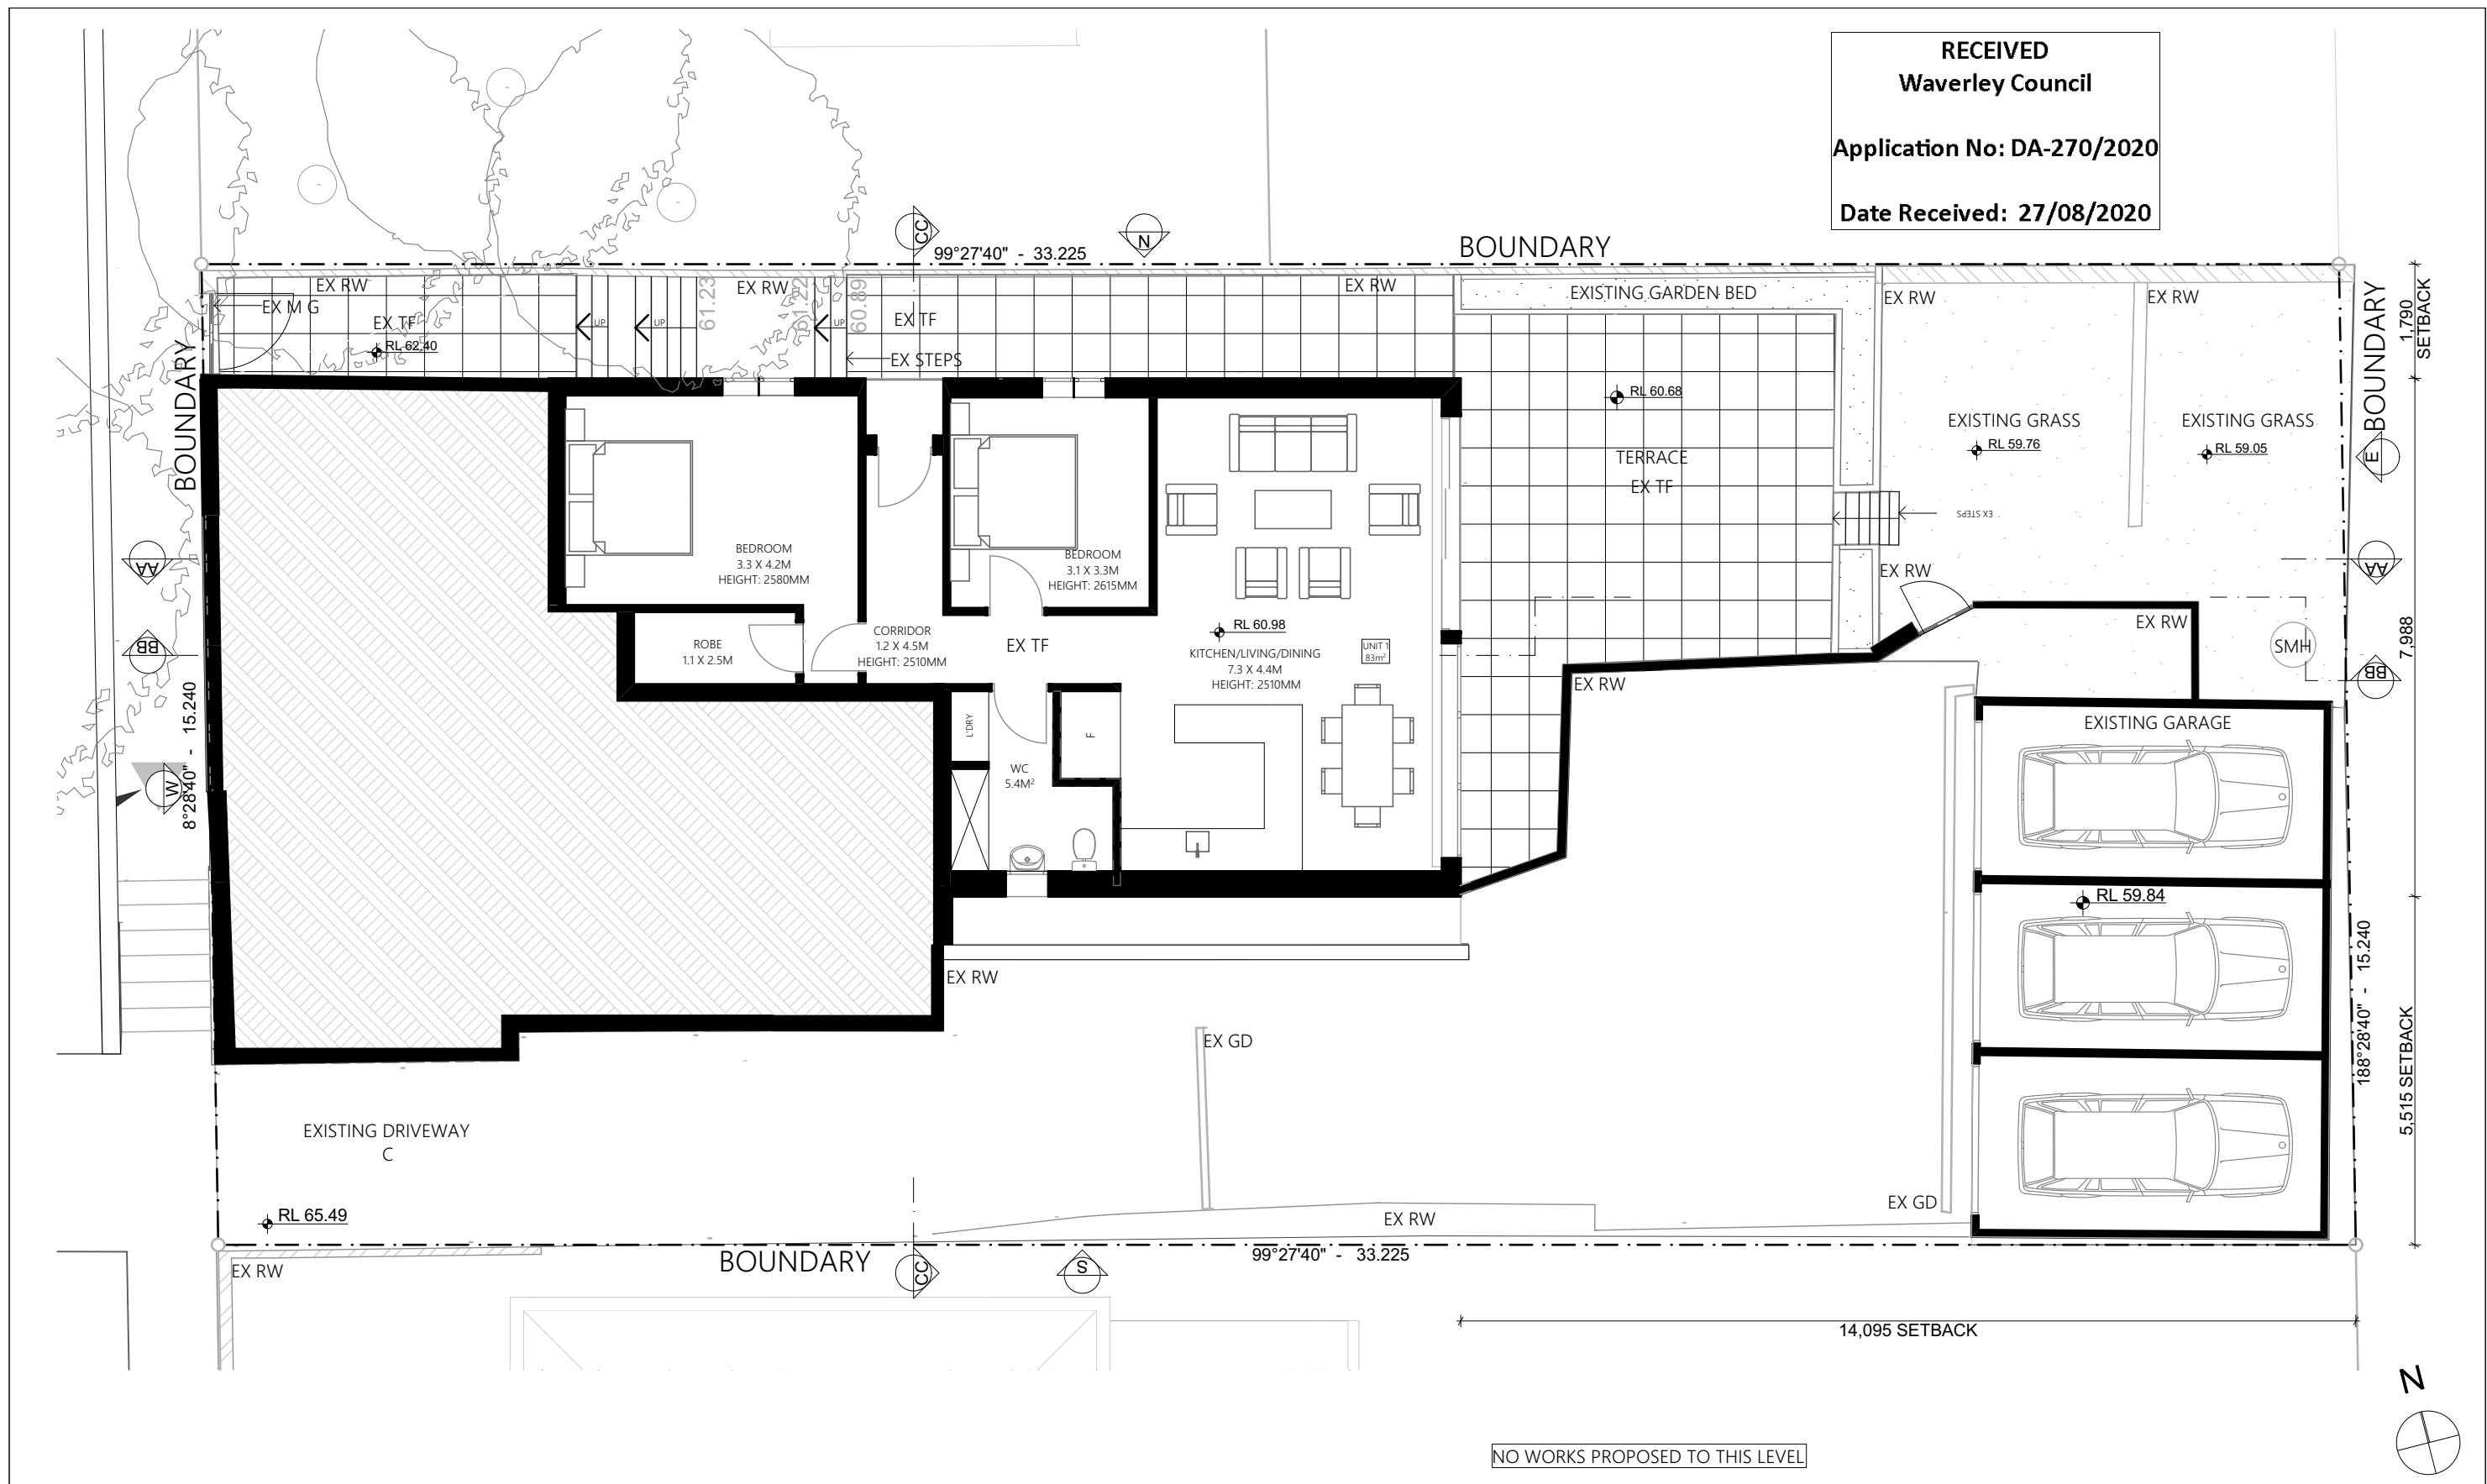 RECEIVED
Waverley Council
Application No: DA-270/2020
Date Received: 27/08/2020
99°27'40" - 33.225
BOUNDARY
CC
N
EX RW
EX M G
EX TF
RL 62,40
UP
UP
61.23
EX RW
61.22
UP
60.89
EX TF
EX STEPS
EX RW
EXISTING GARDEN BED
EX RW
EX RW
1,790
SETBACK
BOUNDARY
BOUNDARY
RL 60.68
TERRACE
EX TF
EXISTING GRASS
RL 59.76
EXISTING GRASS
RL 59.05
E
EX STEPS
EX RW
AA
AA
BEDROOM
3.3 X 4.2M
HEIGHT: 2580MM
BEDROOM
3.1 X 3.3M
HEIGHT: 2615MM
BB
ROBE
1.1 X 2.5M
CORRIDOR
1.2 X 4.5M
HEIGHT: 2510MM
EX TF
RL 60.98
KITCHEN/LIVING/DINING
7.3 X 4.4M
HEIGHT: 2510MM
UNIT 1
83m²
EX RW
EX RW
SMH
BB
7,988
8°28'40" - 15.240
W
L'DRY
F
WC
5.4M²
EXISTING GARAGE
RL 59.84
EX RW
EX GD
188°28'40" - 15.240
5,515 SETBACK
EXISTING DRIVEWAY
C
RL 65.49
EX GD
EX RW
EX RW
BOUNDARY
CC
S
99°27'40" - 33.225
14,095 SETBACK
N
NO WORKS PROPOSED TO THIS LEVEL